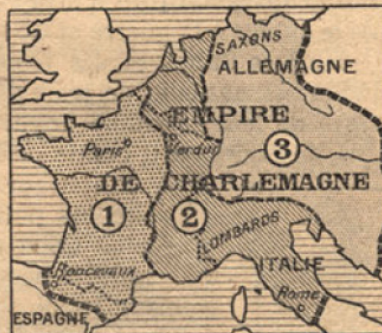 SAXONS
ALLEMAGNE
EMPIRE
Paris
Verdun
3
DE CHARLEMAGNE
1
2
LOMBARDS
Roncevaux
ITALIE
ESPAGNE
Rome